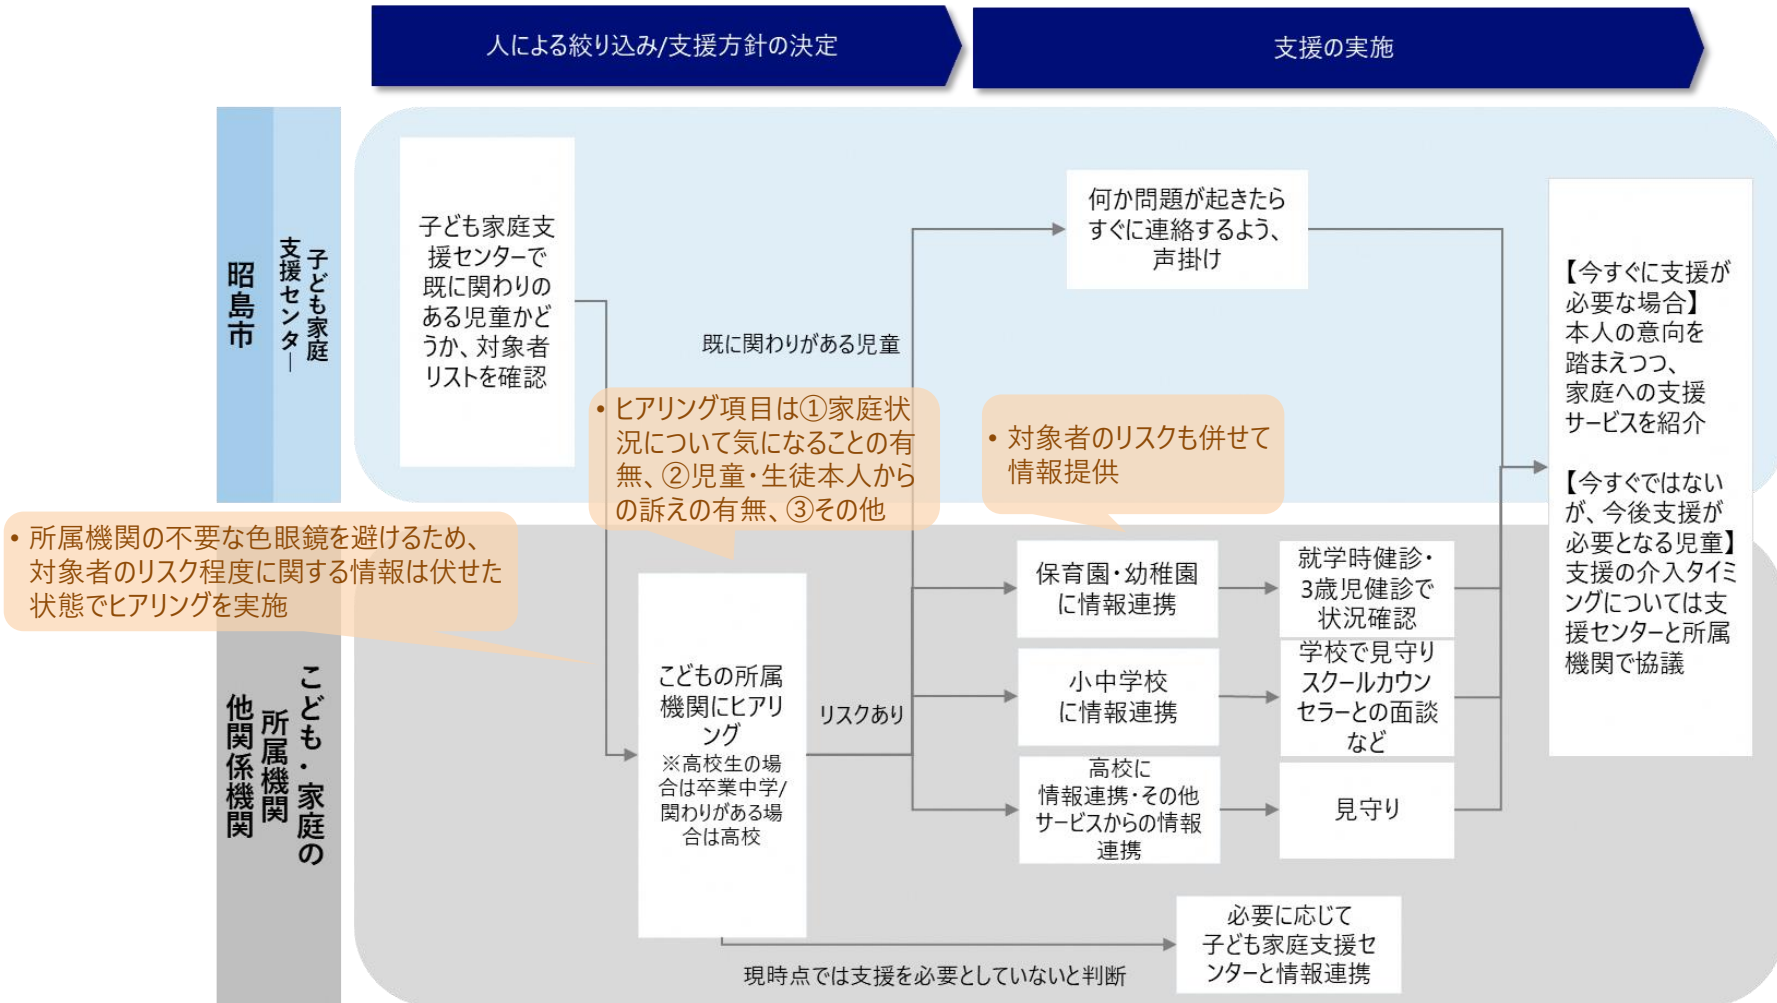 人による絞り込み/支援方針の決定
支援の実施
昭島市
子ども家庭
支援センター
子ども家庭支
援センターで
既に関わりの
ある児童かど
うか、対象者
リストを確認
既に関わりがある児童
何か問題が起きたら
すぐに連絡するよう、
声掛け
【今すぐに支援が
必要な場合】
本人の意向を
踏まえつつ、
家庭への支援
サービスを紹介
【今すぐではない
が、今後支援が
必要となる児童】
支援の介入タイミ
ングについては支
援センターと所属
機関で協議
• ヒアリング項目は①家庭状
況について気になることの有
無、②児童・生徒本人から
の訴えの有無、③その他
• 対象者のリスクも併せて
情報提供
• 所属機関の不要な色眼鏡を避けるため、
対象者のリスク程度に関する情報は伏せた
状態でヒアリングを実施
こども・家庭の
所属機関
他関係機関
こどもの所属
機関にヒアリ
ング
※高校生の場
合は卒業中学/
関わりがある場
合は高校
リスクあり
保育園・幼稚園
に情報連携
就学時健診・
3歳児健診で
状況確認
小中学校
に情報連携
学校で見守り
スクールカウン
セラーとの面談
など
高校に
情報連携・その他
サービスからの情報
連携
見守り
現時点では支援を必要としていないと判断
必要に応じて
子ども家庭支援セ
ンターと情報連携